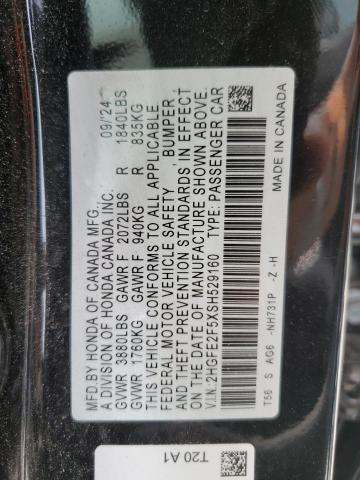 MFD.BY HONDA OF CANADA MFG. 09/24
A DIVISION OF HONDA CANADA INC.
GVWR 3880LBS GAWR F 2072LBS R 1840LBS
GVWR 1760KG GAWR F 940KG R 835KG
THIS VEHICLE CONFORMS TO ALL APPLICABLE
FEDERAL MOTOR VEHICLE SAFETY, BUMPER,
AND THEFT PREVENTION STANDARDS IN EFFECT
ON THE DATE OF MANUFACTURE SHOWN ABOVE.
V.I.N.:2HGFE2F5XSH529160 TYPE: PASSENGER CAR
T56 S AG6 -NH731P -Z -H MADE IN CANADA
T20 A1